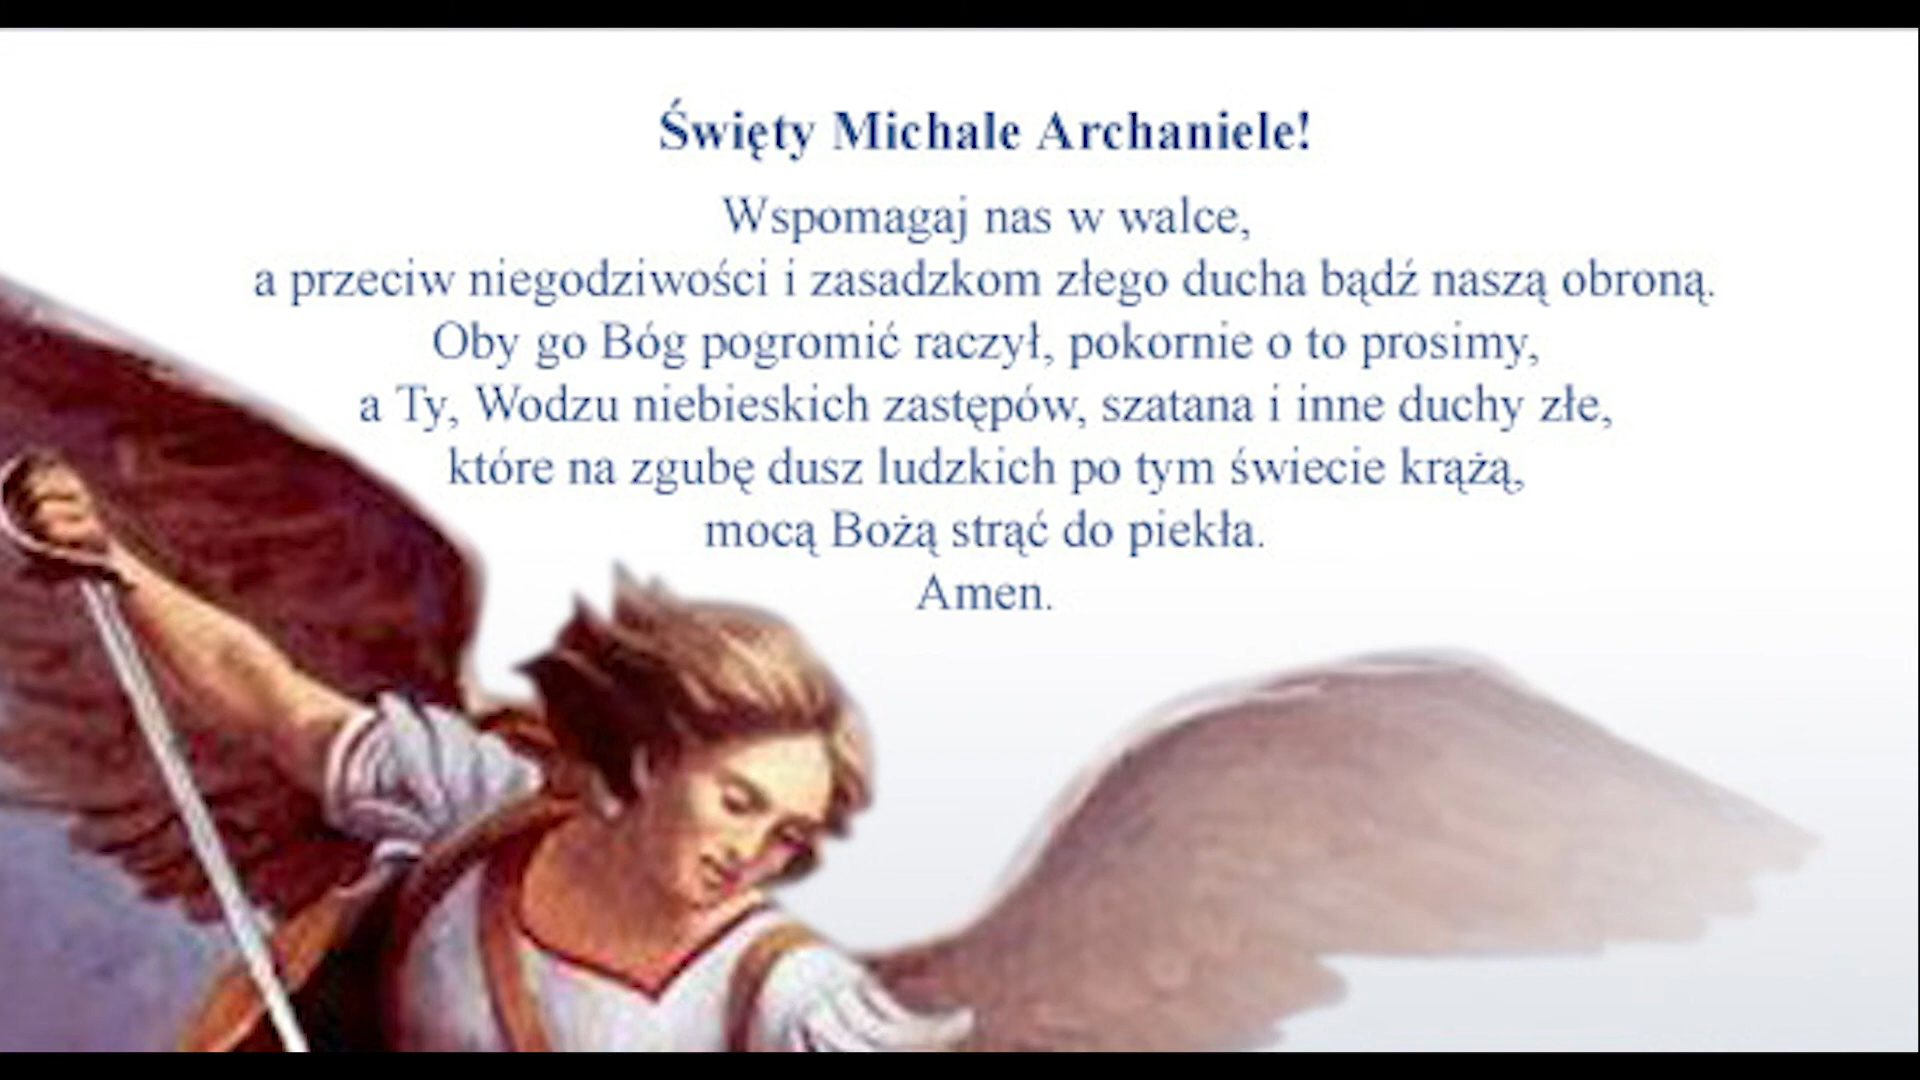 Święty Michale Archaniele!
Wspomagaj nas w walce,
a przeciw niegodziwości i zasadzkom złego ducha bądź naszą obroną.
Oby go Bóg pogromić raczył, pokornie o to prosimy,
a Ty, Wodzu niebieskich zastępów, szatana i inne duchy złe,
które na zgubę dusz ludzkich po tym świecie krążą,
mocą Bożą strąć do piekła.
Amen.